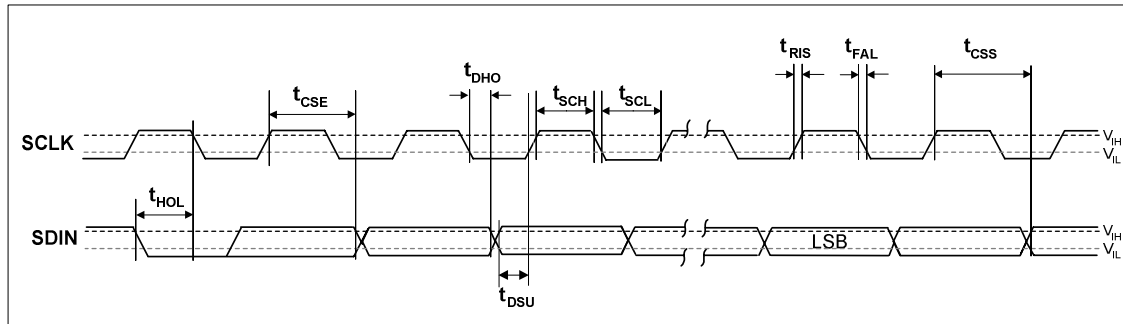 tRIS tFAL tCSS
tDHO
tCSE tSCH tSCL
SCLK VIH
VIL
tHOL
SDIN LSB VIH
VIL
tDSU